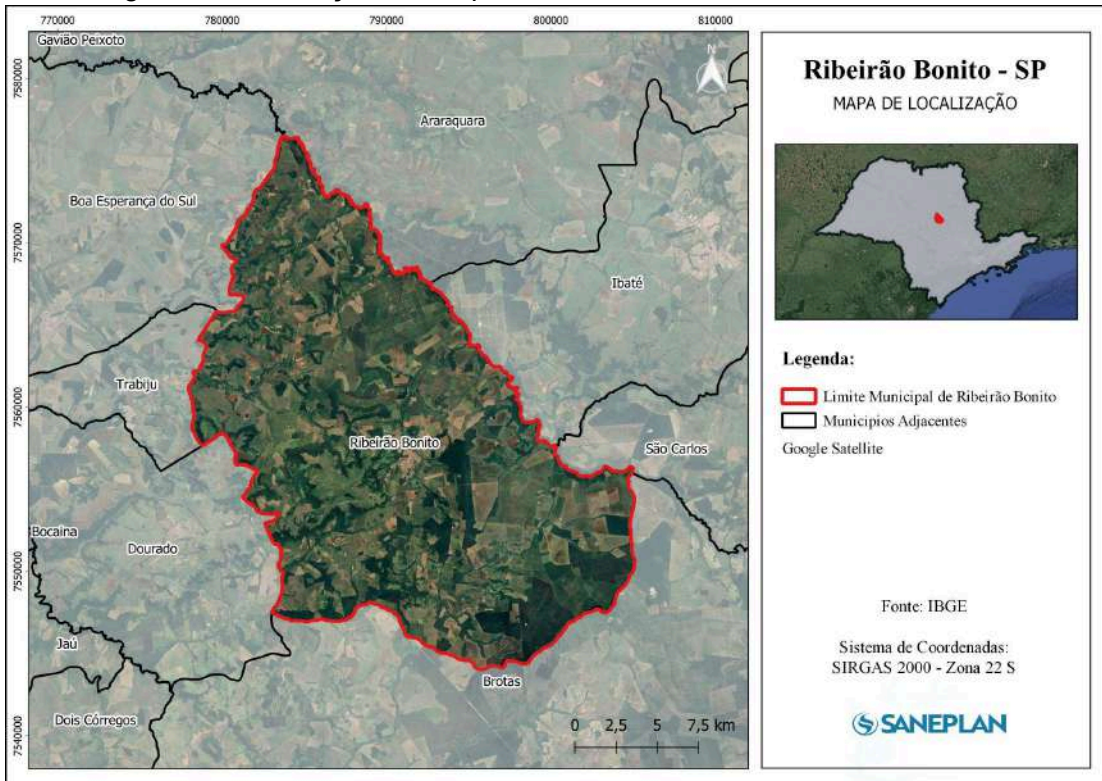 770000
780000
790000
800000
810000
7580000
7570000
7560000
7550000
7540000
Gavião Peixoto
Araraquara
Boa Esperança do Sul
Ibaté
Trabiju
Ribeirão Bonito
São Carlos
Bocaina
Dourado
Jaú
Brotas
Dois Córregos
N
0 2,5 5 7,5 km
Ribeirão Bonito - SP
MAPA DE LOCALIZAÇÃO
Legenda:
Limite Municipal de Ribeirão Bonito
Municipios Adjacentes
Google Satellite
Fonte: IBGE
Sistema de Coordenadas:
SIRGAS 2000 - Zona 22 S
SANEPLAN